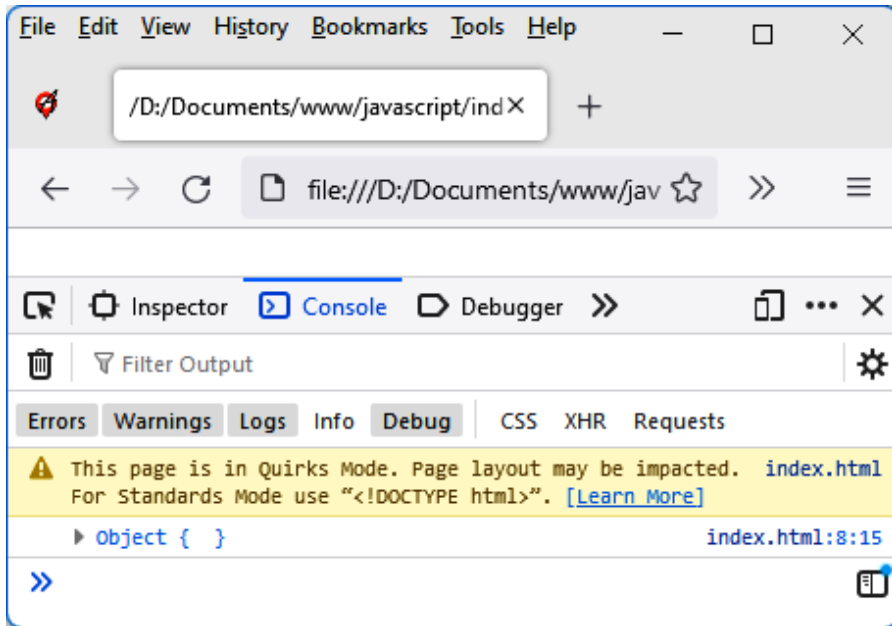 File Edit View History Bookmarks Tools Help
/D:/Documents/www/javascript/ind
file:///D:/Documents/www/jav
Inspector Console Debugger
Filter Output
Errors Warnings Logs Info Debug CSS XHR Requests
This page is in Quirks Mode. Page layout may be impacted. index.html
For Standards Mode use “<!DOCTYPE html>”. [Learn More]
Object { } index.html:8:15